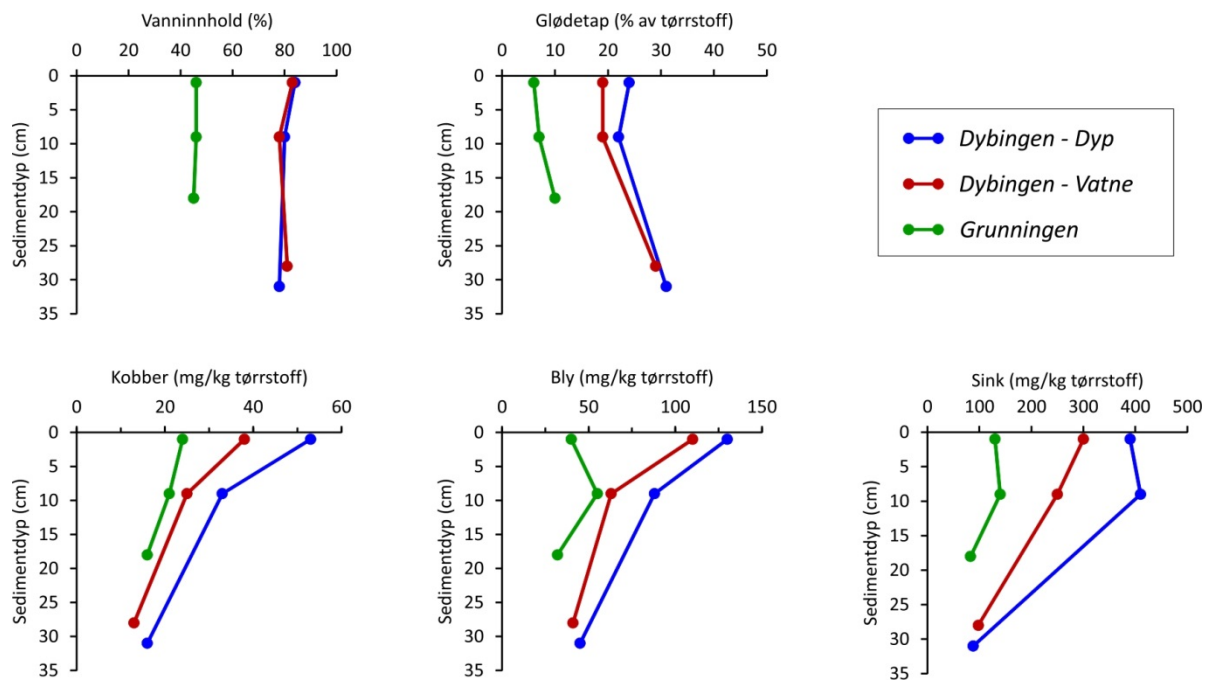 Vanninnhold (%)
0 20 40 60 80 100
Sedimentdyp (cm)
0
5
10
15
20
25
30
35
Glødetap (% av tørrstoff)
0 10 20 30 40 50
Sedimentdyp (cm)
0
5
10
15
20
25
30
35
Dybingen - Dyp
Dybingen - Vatne
Grunningen
Kobber (mg/kg tørrstoff)
20 40 60
Sedimentdyp (cm)
0
5
10
15
20
25
30
35
Bly (mg/kg tørrstoff)
0 50 100 150
Sedimentdyp (cm)
0
5
10
15
20
25
30
35
Sink (mg/kg tørrstoff)
0 100 200 300 400 500
Sedimentdyp (cm)
0
5
10
15
20
25
30
35